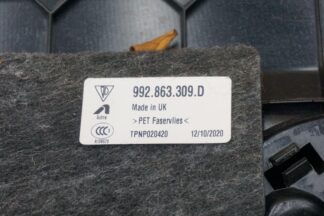 992.863.309.D
Made in UK
>PET Faservlies<
TPNP020420 12/10/2020